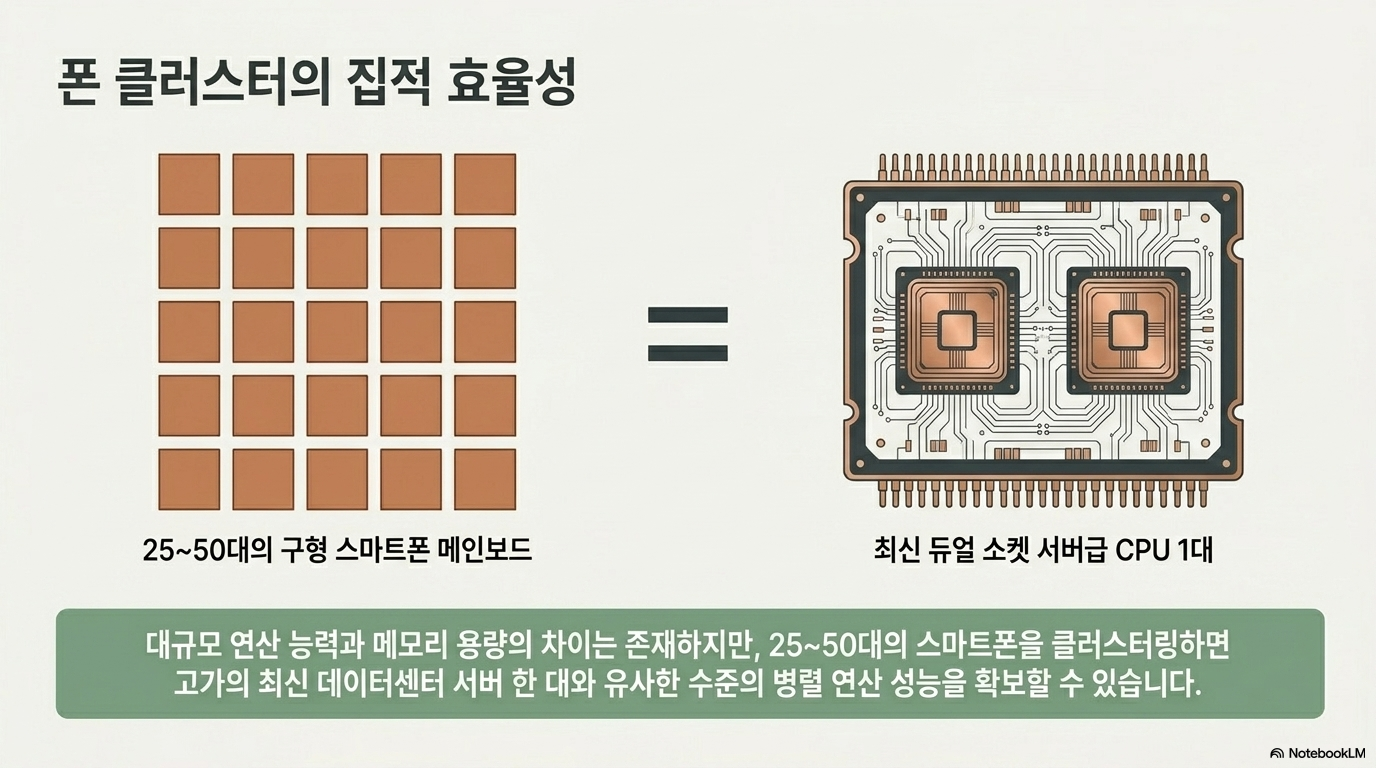 폰 클러스터의 집적 효율성
25~50대의 구형 스마트폰 메인보드
최신 듀얼 소켓 서버급 CPU 1대
대규모 연산 능력과 메모리 용량의 차이는 존재하지만, 25~50대의 스마트폰을 클러스터링하면
고가의 최신 데이터센터 서버 한 대와 유사한 수준의 병렬 연산 성능을 확보할 수 있습니다.
NotebookLM